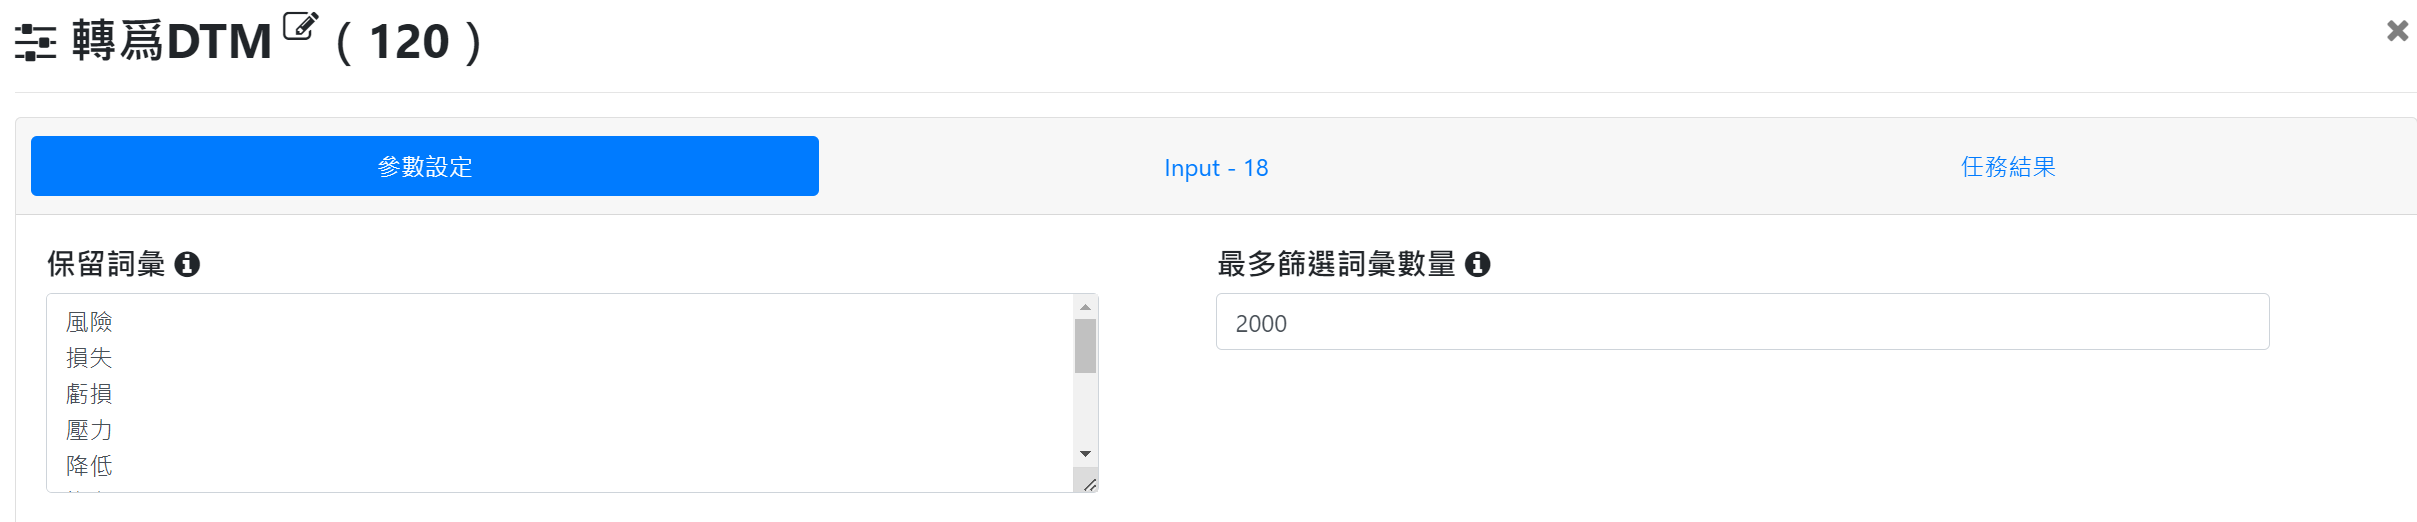 轉爲DTM（120）
參數設定
Input - 18
任務結果
保留詞彙
最多篩選詞彙數量
風險
損失
虧損
壓力
降低
2000